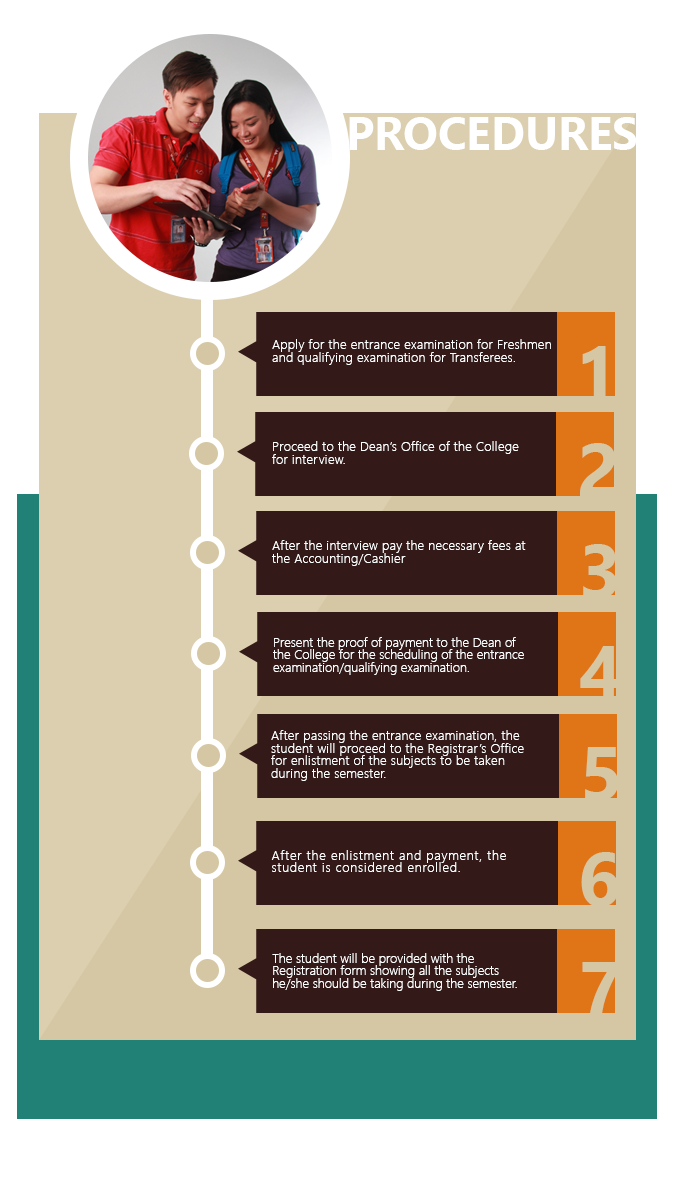 PROCEDURES
Apply for the entrance examination for Freshmen
and qualifying examination for Transferees.
1
Proceed to the Dean’s Office of the College
for interview.
2
After the interview pay the necessary fees at
the Accounting/Cashier
3
Present the proof of payment to the Dean of
the College for the scheduling of the entrance
examination/qualifying examination.
4
After passing the entrance examination, the
student will proceed to the Registrar’s Office
for enlistment of the subjects to be taken
during the semester.
5
After the enlistment and payment, the
student is considered enrolled.
6
The student will be provided with the
Registration form showing all the subjects
he/she should be taking during the semester.
7